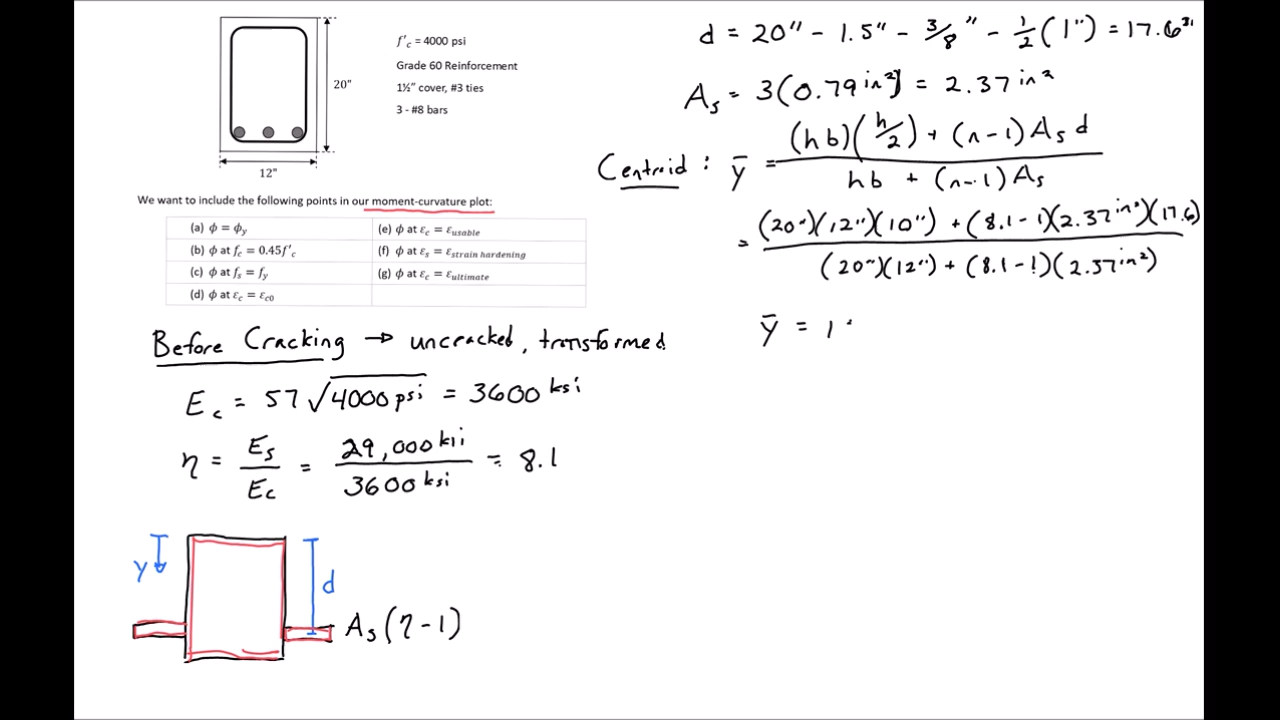 f'c = 4000 psi
Grade 60 Reinforcement
1½" cover, #3 ties
3 - #8 bars
20"
12"
We want to include the following points in our moment-curvature plot:
(a) ϕ = ϕy
(e) ϕ at εc = εusable
(b) ϕ at fc = 0.45f'c
(f) ϕ at εs = εstrain hardening
(c) ϕ at fs = fy
(g) ϕ at εc = εultimate
(d) ϕ at εc = εc0
Before Cracking → uncracked, transformed
Ec = 57√4000 psi = 3600 ksi
η = Es/Ec = 29,000 ksi / 3600 ksi = 8.1
y
d
As(η-1)
d = 20" - 1.5" - 3/8" - 1/2(1") = 17.6"
As = 3(0.79 in²) = 2.37 in²
Centroid: ȳ = (hb)(h/2) + (n-1)As d / hb + (n-1)As
= (20")(12")(10") + (8.1-1)(2.37in²)(17.6) / (20")(12") + (8.1-1)(2.37in²)
ȳ = 1